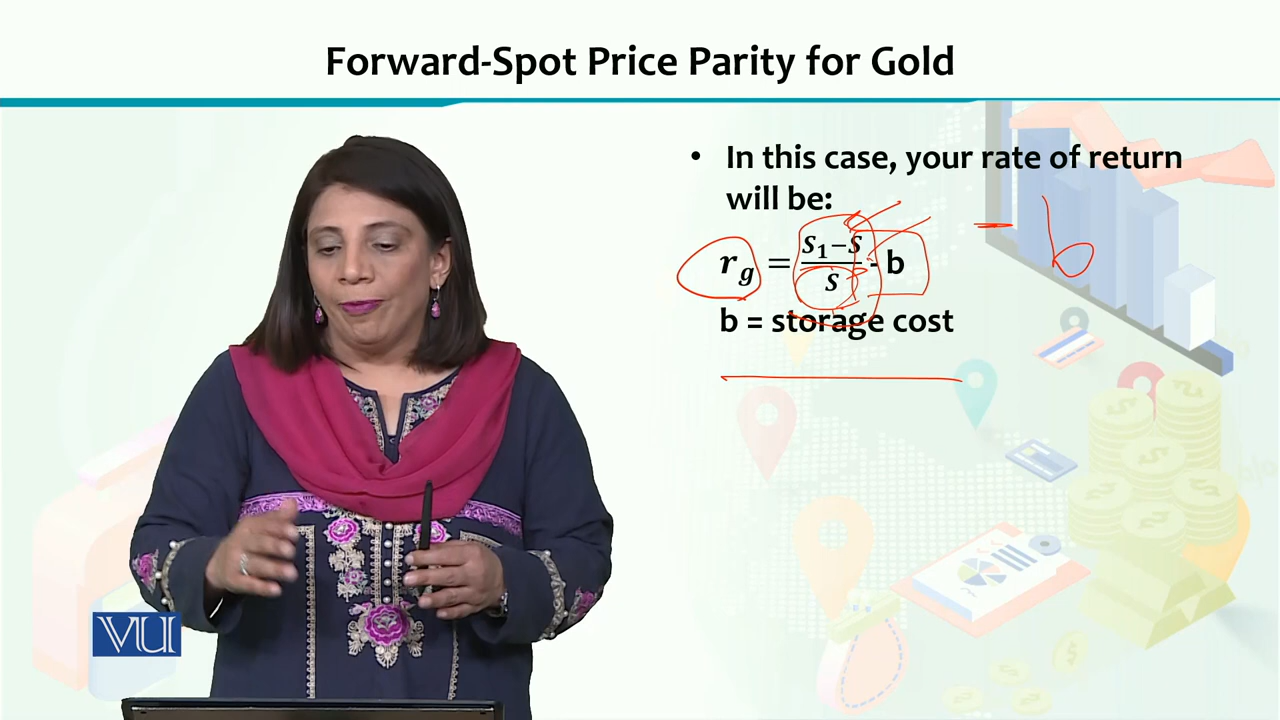 Forward-Spot Price Parity for Gold
• In this case, your rate of return
will be:
r_g = (S₁−S)/S - b
b
b = storage cost
VU